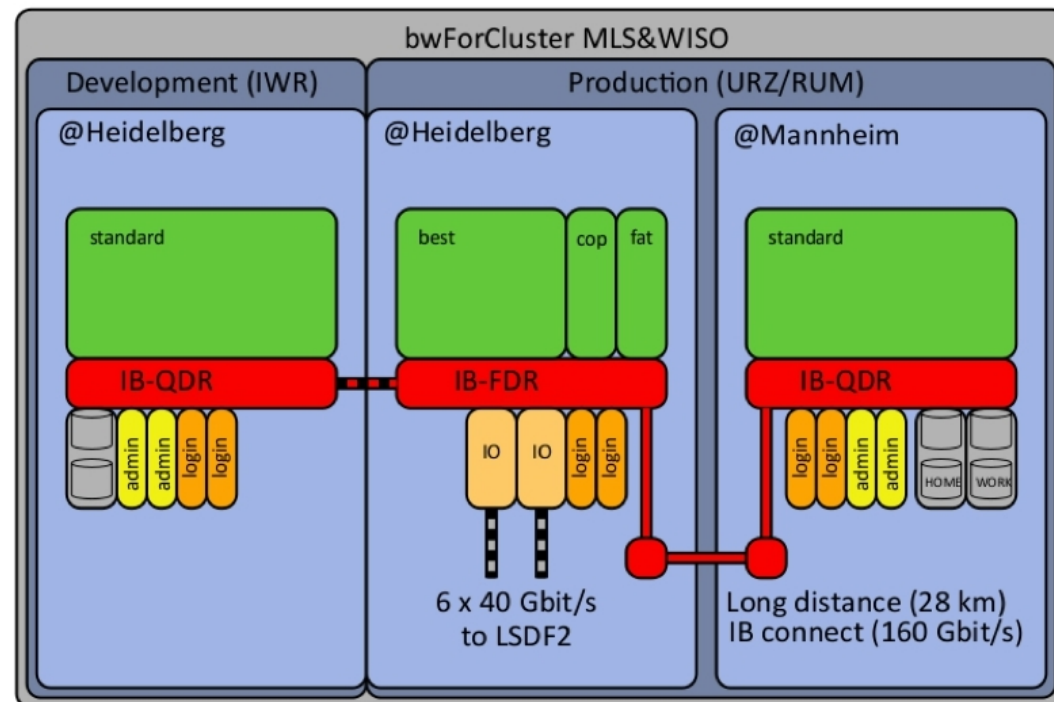 bwForCluster MLS&WISO
Development (IWR)
Production (URZ/RUM)
@Heidelberg
@Heidelberg
@Mannheim
standard
best
cop
fat
standard
IB-QDR
IB-FDR
IB-QDR
admin
admin
login
login
IO
IO
login
login
login
login
admin
admin
HOME
WORK
6 x 40 Gbit/s
to LSDF2
Long distance (28 km)
IB connect (160 Gbit/s)